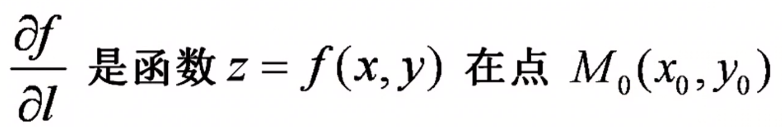 ∂f/∂l 是函数 z = f(x, y) 在点 M₀(x₀, y₀)